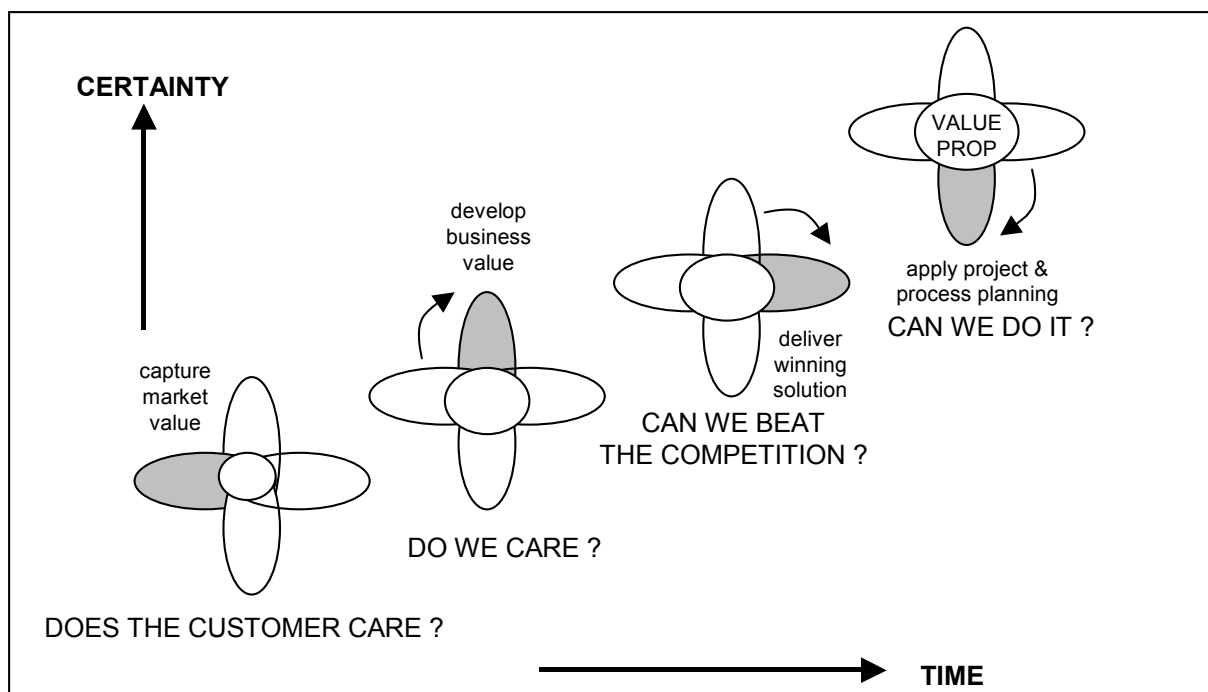 CERTAINTY
VALUE
PROP
develop
business
value
apply project &
process planning
CAN WE DO IT ?
deliver
winning
solution
capture
market
value
CAN WE BEAT
THE COMPETITION ?
DO WE CARE ?
DOES THE CUSTOMER CARE ?
TIME